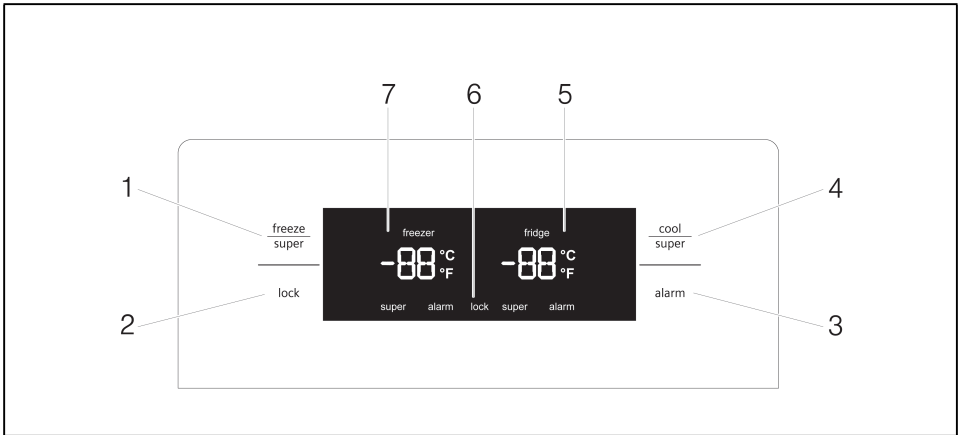 7 6 5
1 4
freeze
super
freezer
-88 °C
°F
fridge
-88 °C
°F
cool
super
lock
super alarm lock super alarm
alarm
2 3